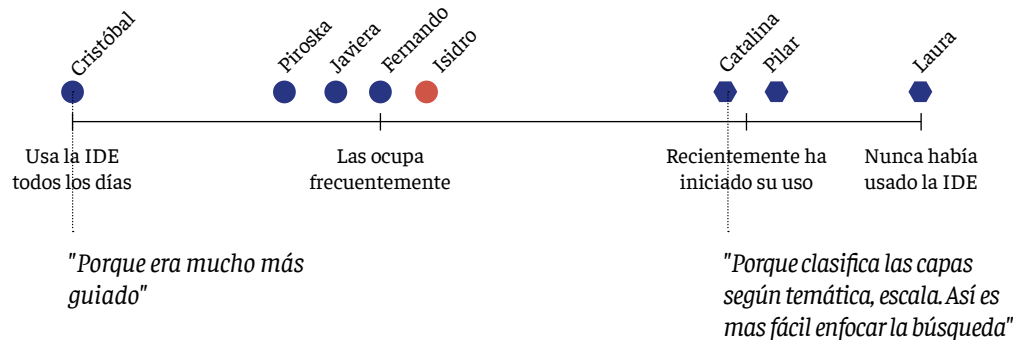 Cristóbal
Piroska
Javiera
Fernando
Isidro
Catalina
Pilar
Laura
Usa la IDE
todos los días
Las ocupa
frecuentemente
Recientemente ha
iniciado su uso
Nunca había
usado la IDE
"Porque era mucho más
guiado"
"Porque clasifica las capas
según temática, escala. Así es
mas fácil enfocar la búsqueda"